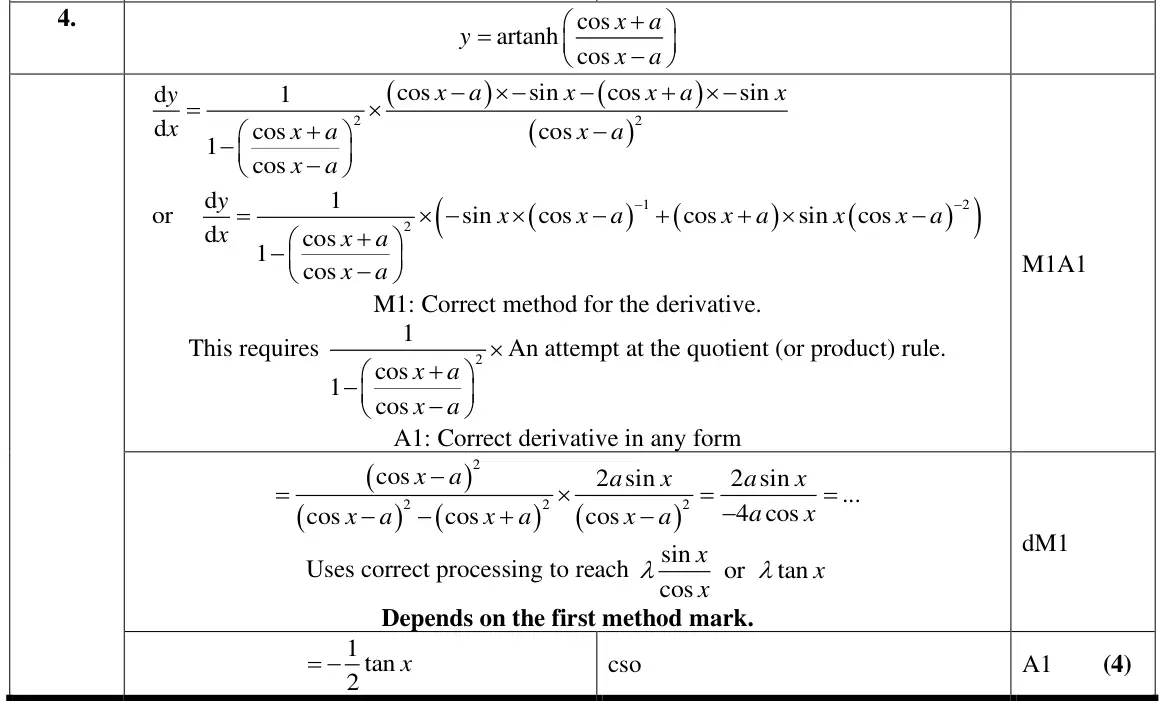 4.
y = artanh((cos x + a)/(cos x − a))
dy/dx = 1/(1 − ((cos x + a)/(cos x − a))²) × ((cos x − a) × −sin x − (cos x + a) × −sin x)/(cos x − a)²
or dy/dx = 1/(1 − ((cos x + a)/(cos x − a))²) × (−sin x × (cos x − a)⁻¹ + (cos x + a) × sin x (cos x − a)⁻²)
M1A1
M1: Correct method for the derivative.
This requires 1/(1 − ((cos x + a)/(cos x − a))²) × An attempt at the quotient (or product) rule.
A1: Correct derivative in any form
= (cos x − a)²/((cos x − a)² − (cos x + a)²) × 2a sin x/(cos x − a)² = 2a sin x/−4a cos x = ...
dM1
Uses correct processing to reach λ sin x/cos x or λ tan x
Depends on the first method mark.
= −1/2 tan x
cso
A1 (4)